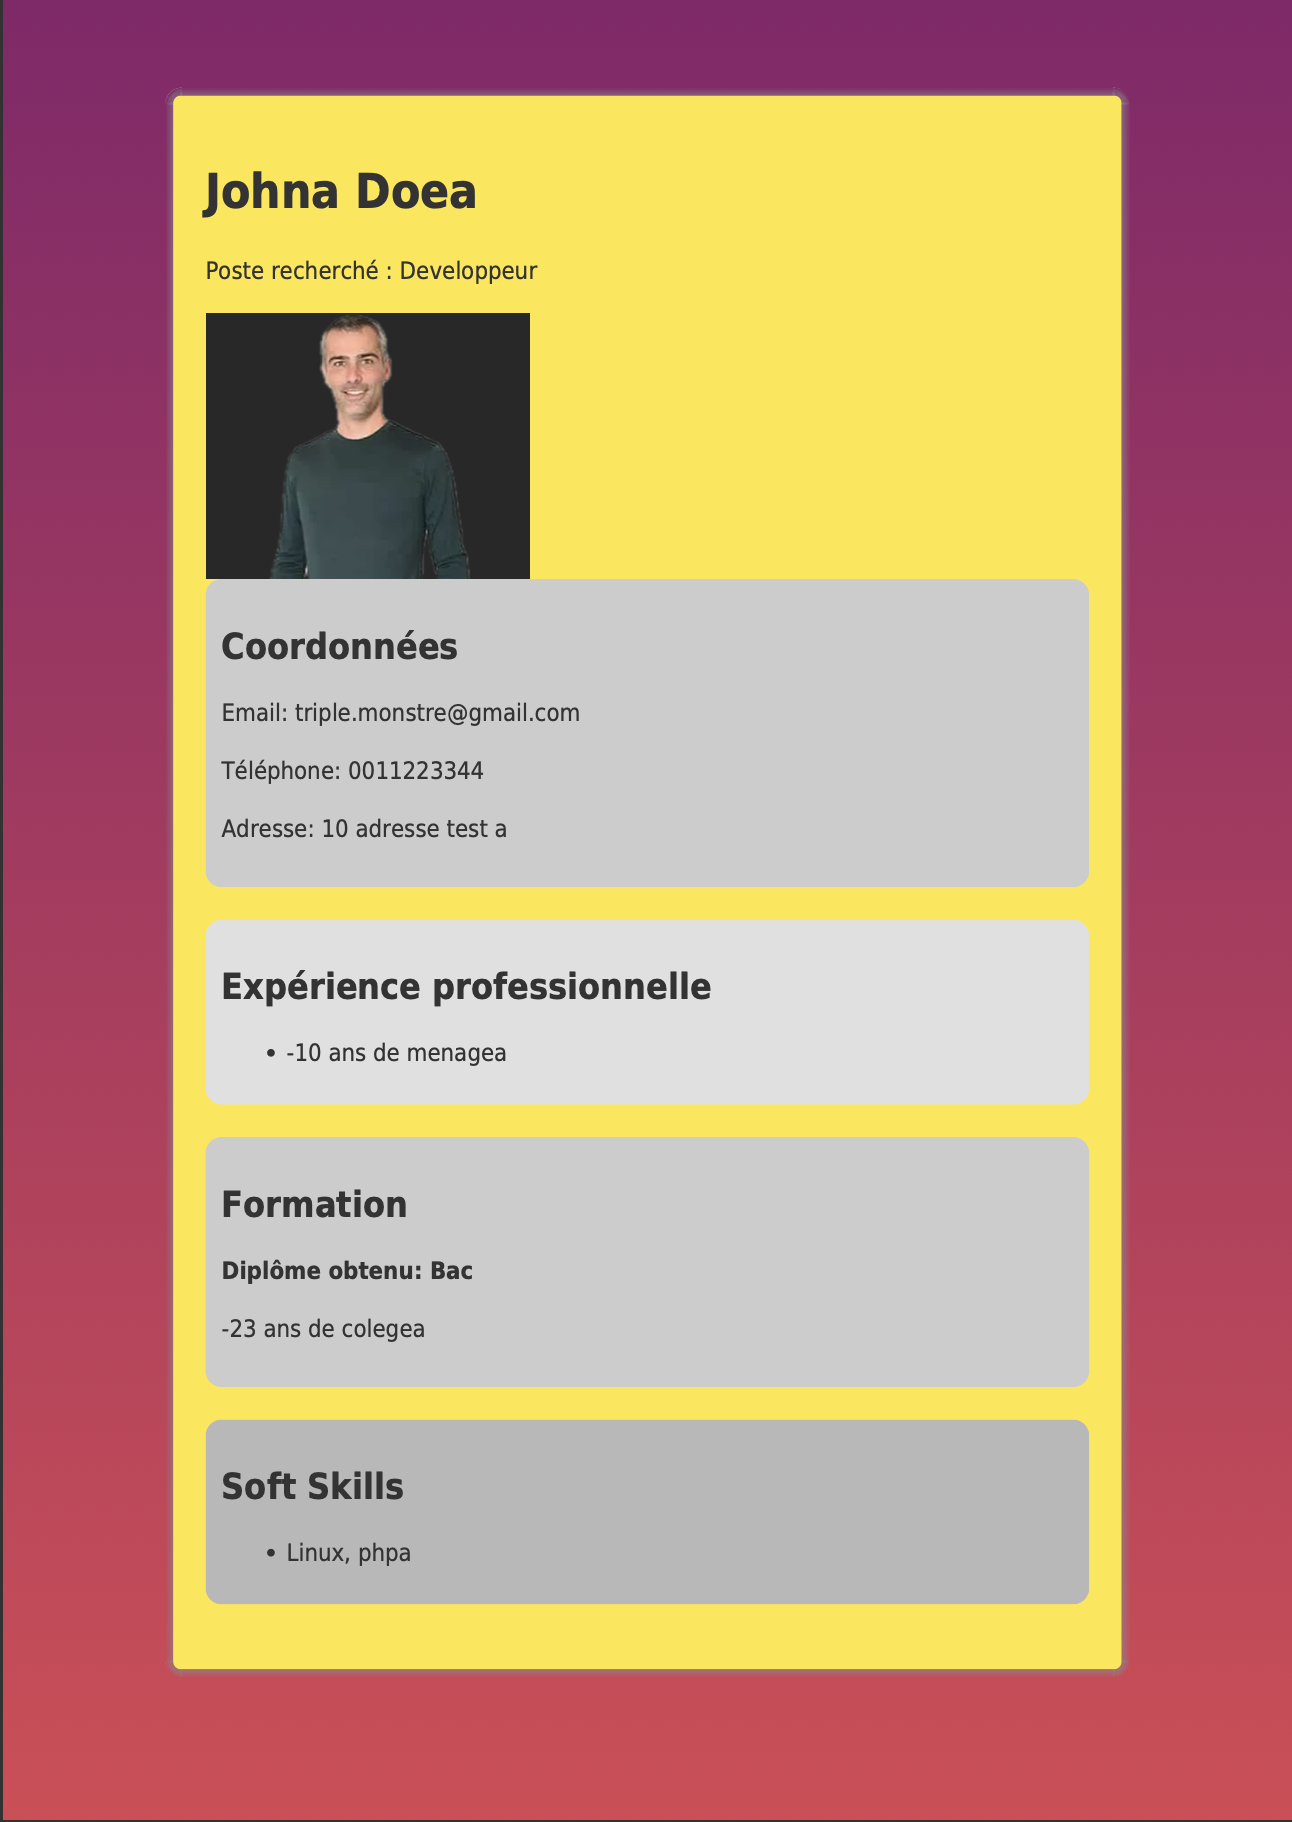 Johna Doea
Poste recherché : Developpeur
Coordonnées
Email: triple.monstre@gmail.com
Téléphone: 0011223344
Adresse: 10 adresse test a
Expérience professionnelle
• -10 ans de menagea
Formation
Diplôme obtenu: Bac
-23 ans de colegea
Soft Skills
• Linux, phpa